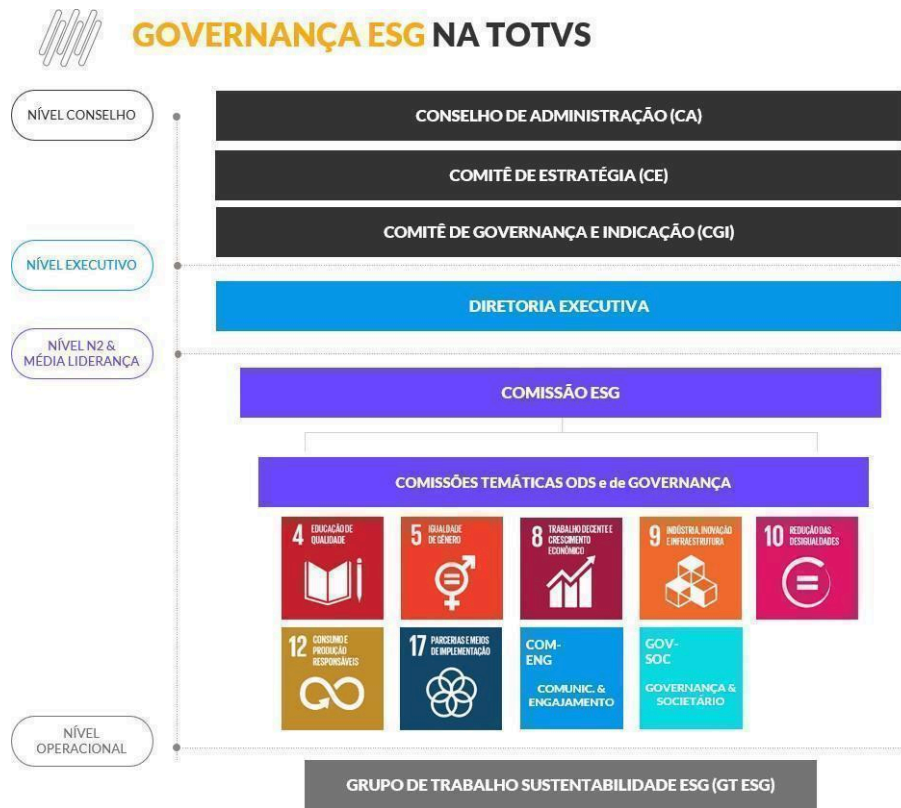 GOVERNANÇA ESG NA TOTVS
NÍVEL CONSELHO
CONSELHO DE ADMINISTRAÇÃO (CA)
COMITÊ DE ESTRATÉGIA (CE)
COMITÊ DE GOVERNANÇA E INDICAÇÃO (CGI)
NÍVEL EXECUTIVO
DIRETORIA EXECUTIVA
NÍVEL N2 &
MÉDIA LIDERANÇA
COMISSÃO ESG
COMISSÕES TEMÁTICAS ODS e de GOVERNANÇA
4 EDUCAÇÃO DE
QUALIDADE
5 IGUALDADE
DE GÊNERO
8 TRABALHO DECENTE E
CRESCIMENTO
ECONÔMICO
9 INDÚSTRIA, INOVAÇÃO
E INFRAESTRUTURA
10 REDUÇÃO DAS
DESIGUALDADES
12 CONSUMO E
PRODUÇÃO
RESPONSÁVEIS
17 PARCERIAS E MEIOS
DE IMPLEMENTAÇÃO
COM-
ENG
COMUNIC. &
ENGAJAMENTO
GOV-
SOC
GOVERNANÇA &
SOCIETÁRIO
NÍVEL
OPERACIONAL
GRUPO DE TRABALHO SUSTENTABILIDADE ESG (GT ESG)